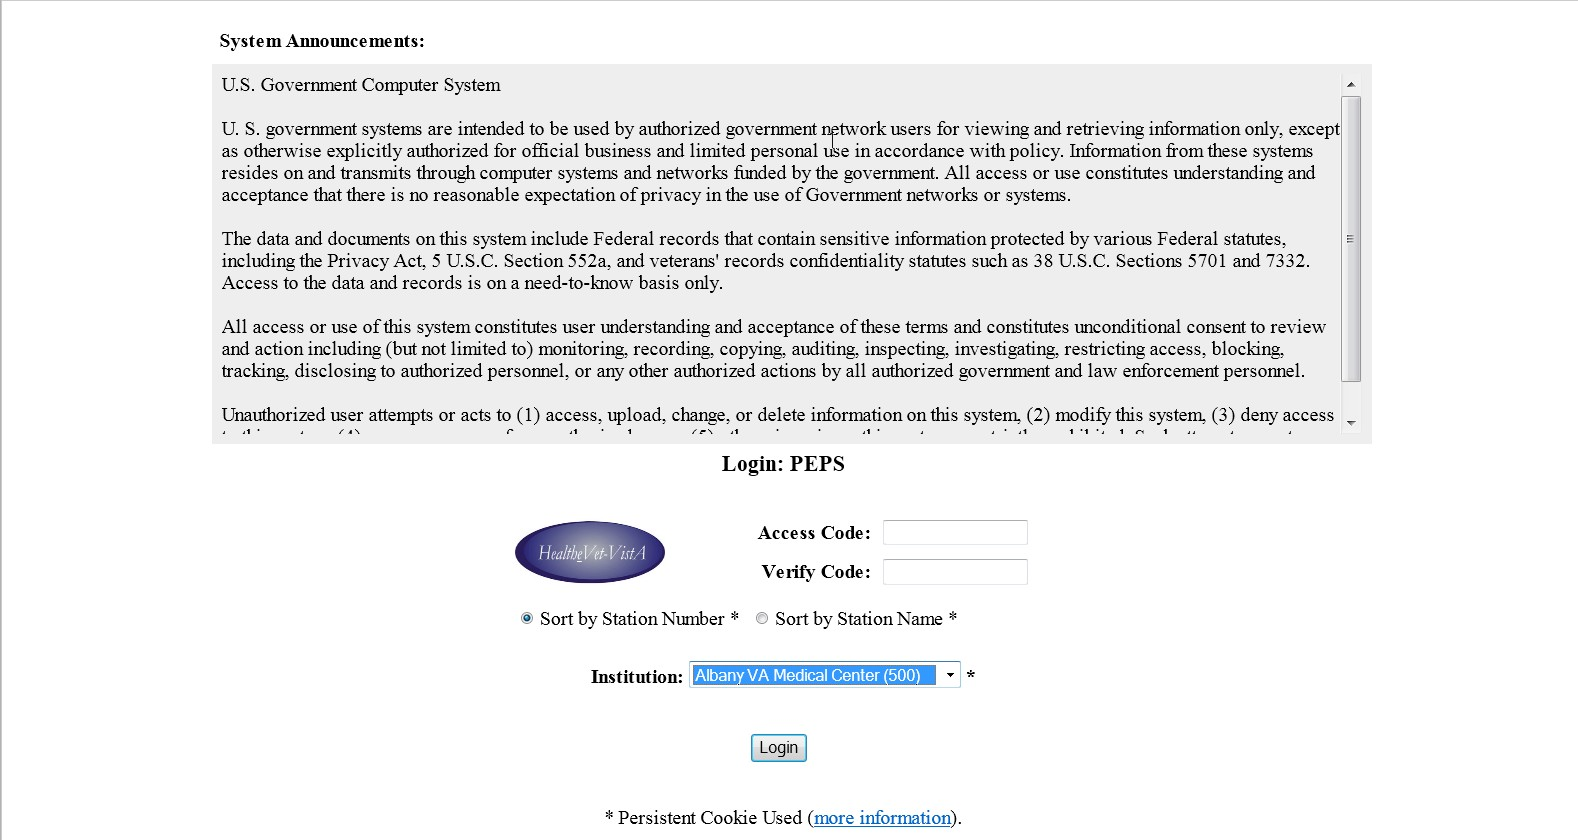 System Announcements:
U.S. Government Computer System
U. S. government systems are intended to be used by authorized government network users for viewing and retrieving information only, except
as otherwise explicitly authorized for official business and limited personal use in accordance with policy. Information from these systems
resides on and transmits through computer systems and networks funded by the government. All access or use constitutes understanding and
acceptance that there is no reasonable expectation of privacy in the use of Government networks or systems.
The data and documents on this system include Federal records that contain sensitive information protected by various Federal statutes,
including the Privacy Act, 5 U.S.C. Section 552a, and veterans' records confidentiality statutes such as 38 U.S.C. Sections 5701 and 7332.
Access to the data and records is on a need-to-know basis only.
All access or use of this system constitutes user understanding and acceptance of these terms and constitutes unconditional consent to review
and action including (but not limited to) monitoring, recording, copying, auditing, inspecting, investigating, restricting access, blocking,
tracking, disclosing to authorized personnel, or any other authorized actions by all authorized government and law enforcement personnel.
Unauthorized user attempts or acts to (1) access, upload, change, or delete information on this system, (2) modify this system, (3) deny access
Login: PEPS
HealtheVet-VistA
Access Code:
Verify Code:
Sort by Station Number * Sort by Station Name *
Institution: Albany VA Medical Center (500) *
Login
* Persistent Cookie Used (more information).